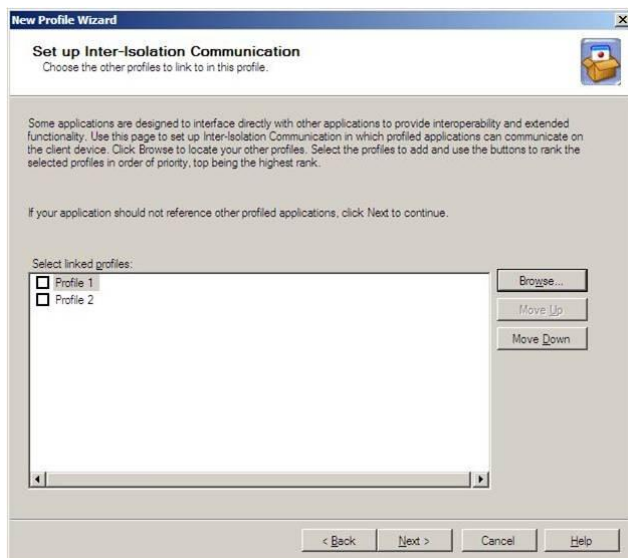 New Profile Wizard
Set up Inter-Isolation Communication
Choose the other profiles to link to in this profile.
Some applications are designed to interface directly with other applications to provide interoperability and extended
functionality. Use this page to set up Inter-Isolation Communication in which profiled applications can communicate on
the client device. Click Browse to locate your other profiles. Select the profiles to add and use the buttons to rank the
selected profiles in order of priority, top being the highest rank.
If your application should not reference other profiled applications, click Next to continue.
Select linked profiles:
Profile 1
Profile 2
Browse...
Move Up
Move Down
< Back
Next >
Cancel
Help